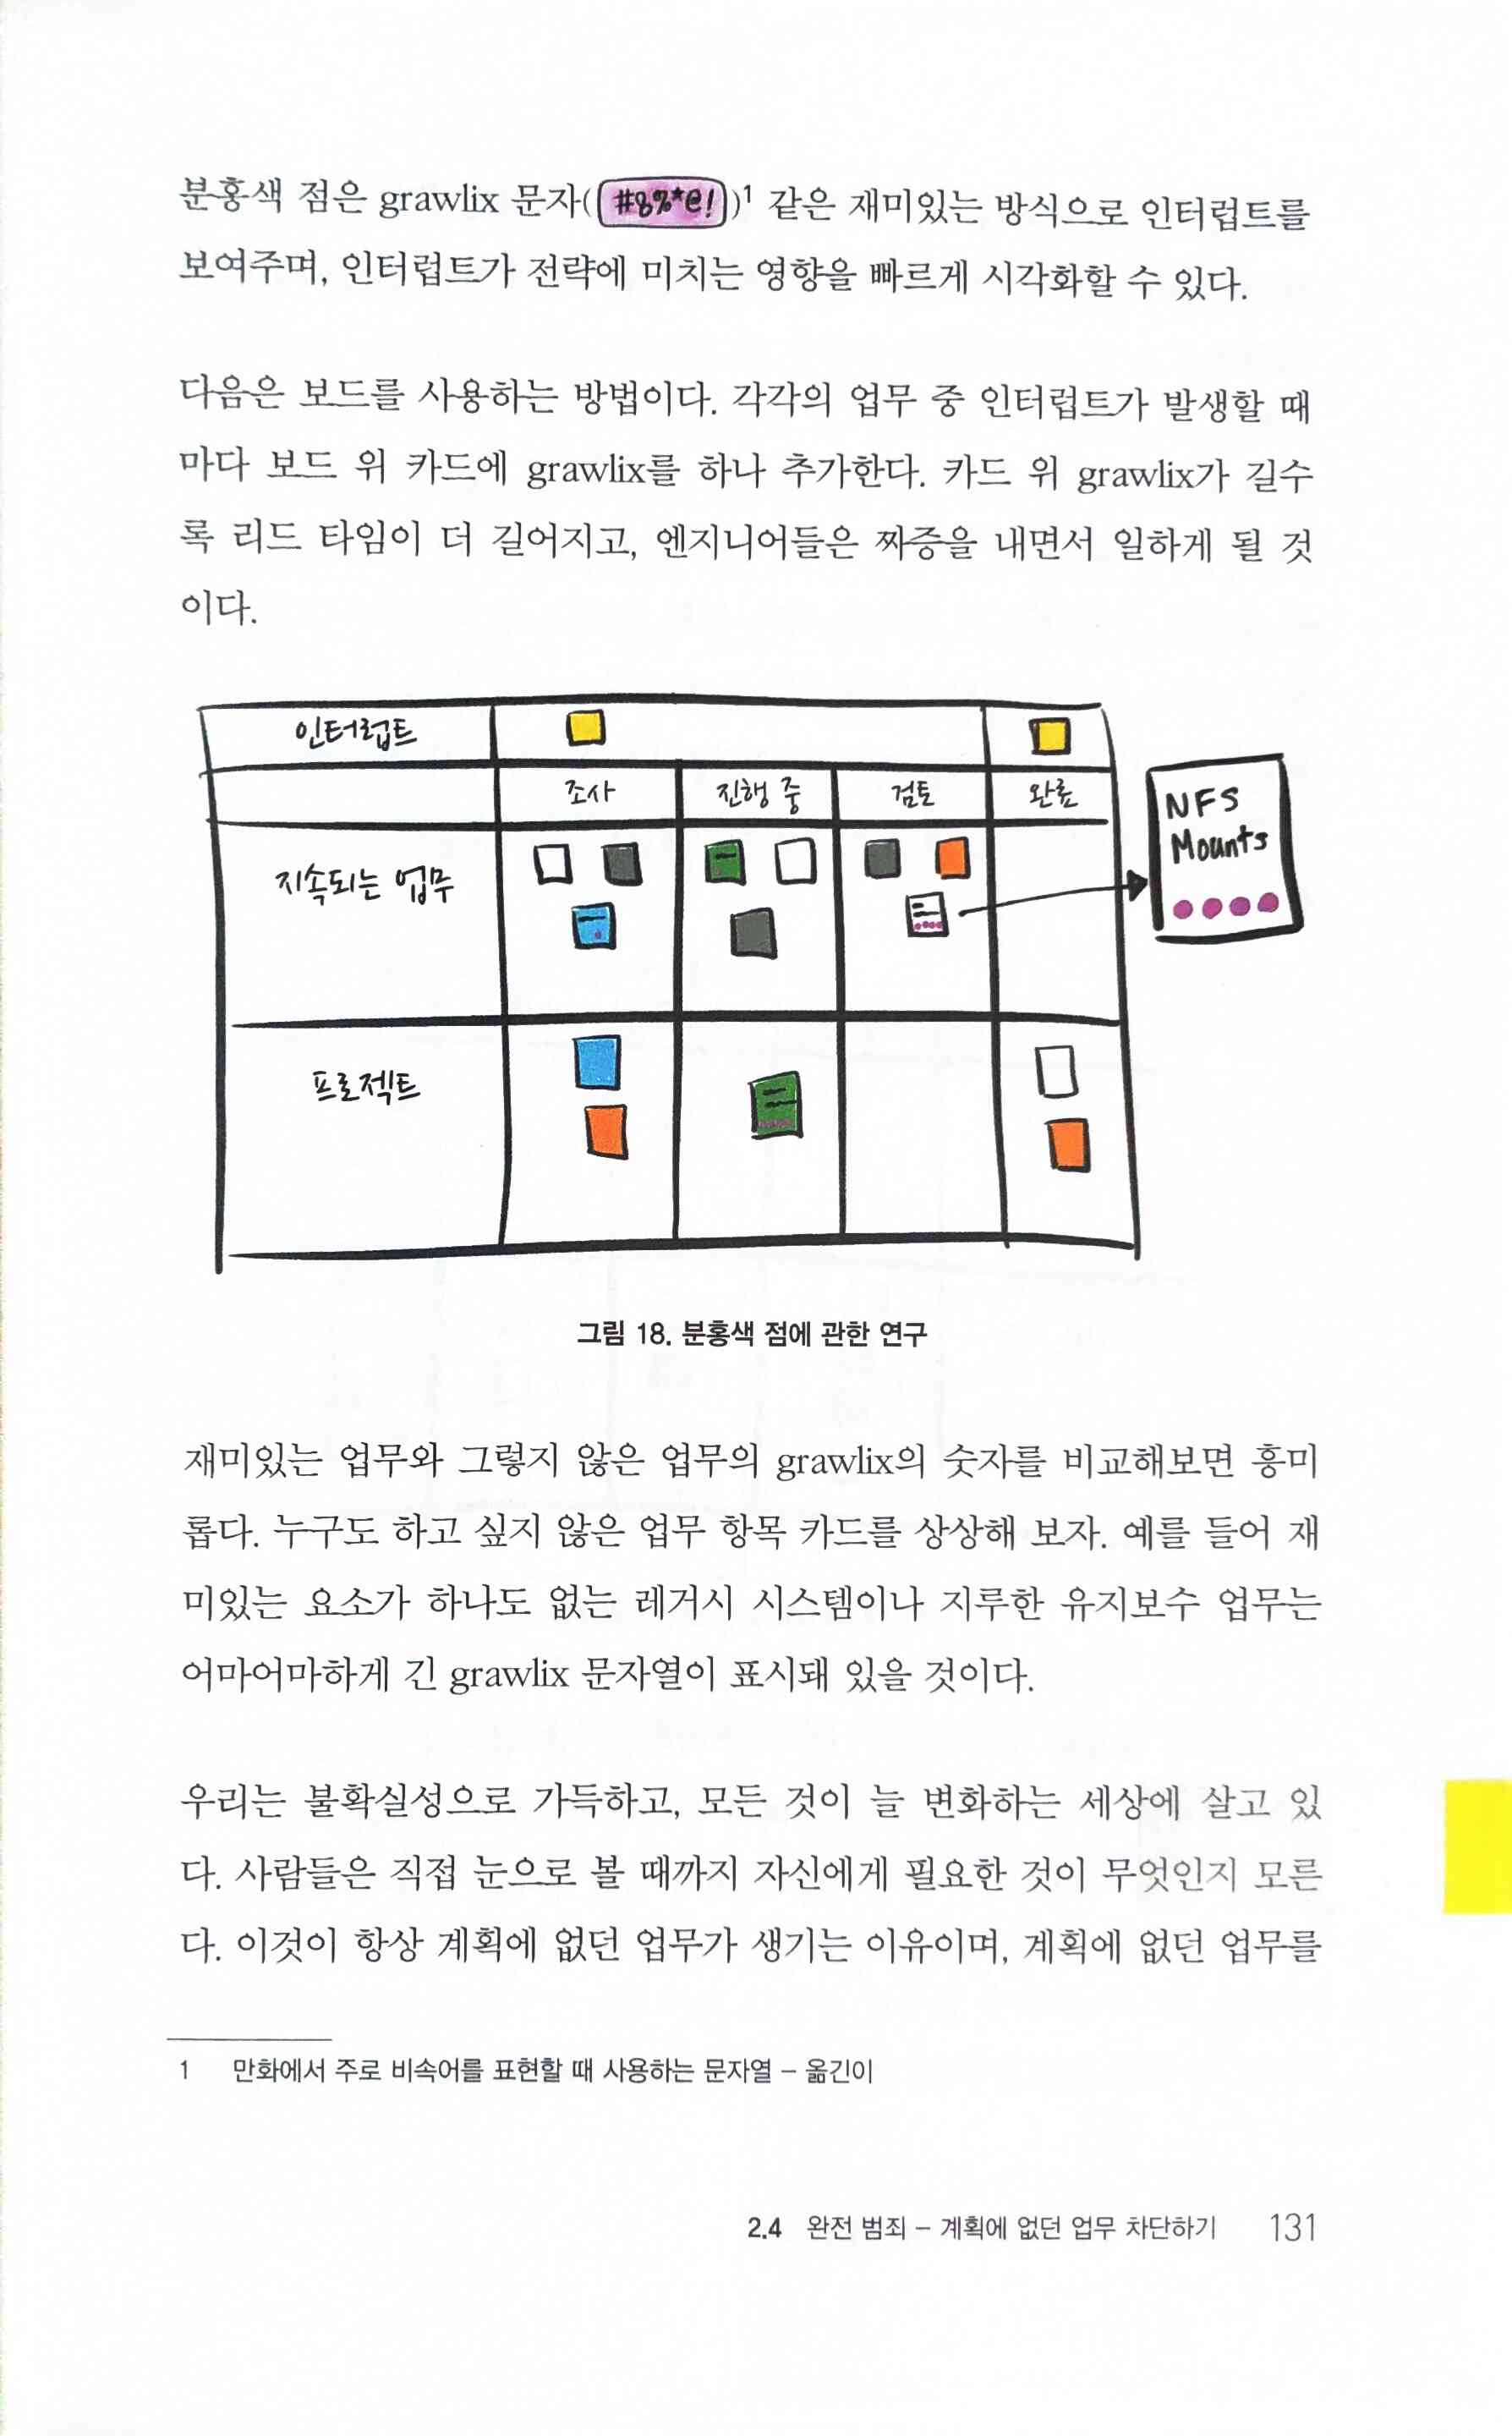 분홍색 점은 grawlix 문자(#&%*@!)1 같은 재미있는 방식으로 인터럽트를
보여주며, 인터럽트가 전략에 미치는 영향을 빠르게 시각화할 수 있다.
다음은 보드를 사용하는 방법이다. 각각의 업무 중 인터럽트가 발생할 때
마다 보드 위 카드에 grawlix를 하나 추가한다. 카드 위 grawlix가 길수
록 리드 타임이 더 길어지고, 엔지니어들은 짜증을 내면서 일하게 될 것
이다.
인터럽트
조사 진행 중 검토 완료
NFS
Mounts
지속되는 업무
프로젝트
그림 18. 분홍색 점에 관한 연구
재미있는 업무와 그렇지 않은 업무의 grawlix의 숫자를 비교해보면 흥미
롭다. 누구도 하고 싶지 않은 업무 항목 카드를 상상해 보자. 예를 들어 재
미있는 요소가 하나도 없는 레거시 시스템이나 지루한 유지보수 업무는
어마어마하게 긴 grawlix 문자열이 표시돼 있을 것이다.
우리는 불확실성으로 가득하고, 모든 것이 늘 변화하는 세상에 살고 있
다. 사람들은 직접 눈으로 볼 때까지 자신에게 필요한 것이 무엇인지 모른
다. 이것이 항상 계획에 없던 업무가 생기는 이유이며, 계획에 없던 업무를
1 만화에서 주로 비속어를 표현할 때 사용하는 문자열 – 옮긴이
2.4 완전 범죄 – 계획에 없던 업무 차단하기 131